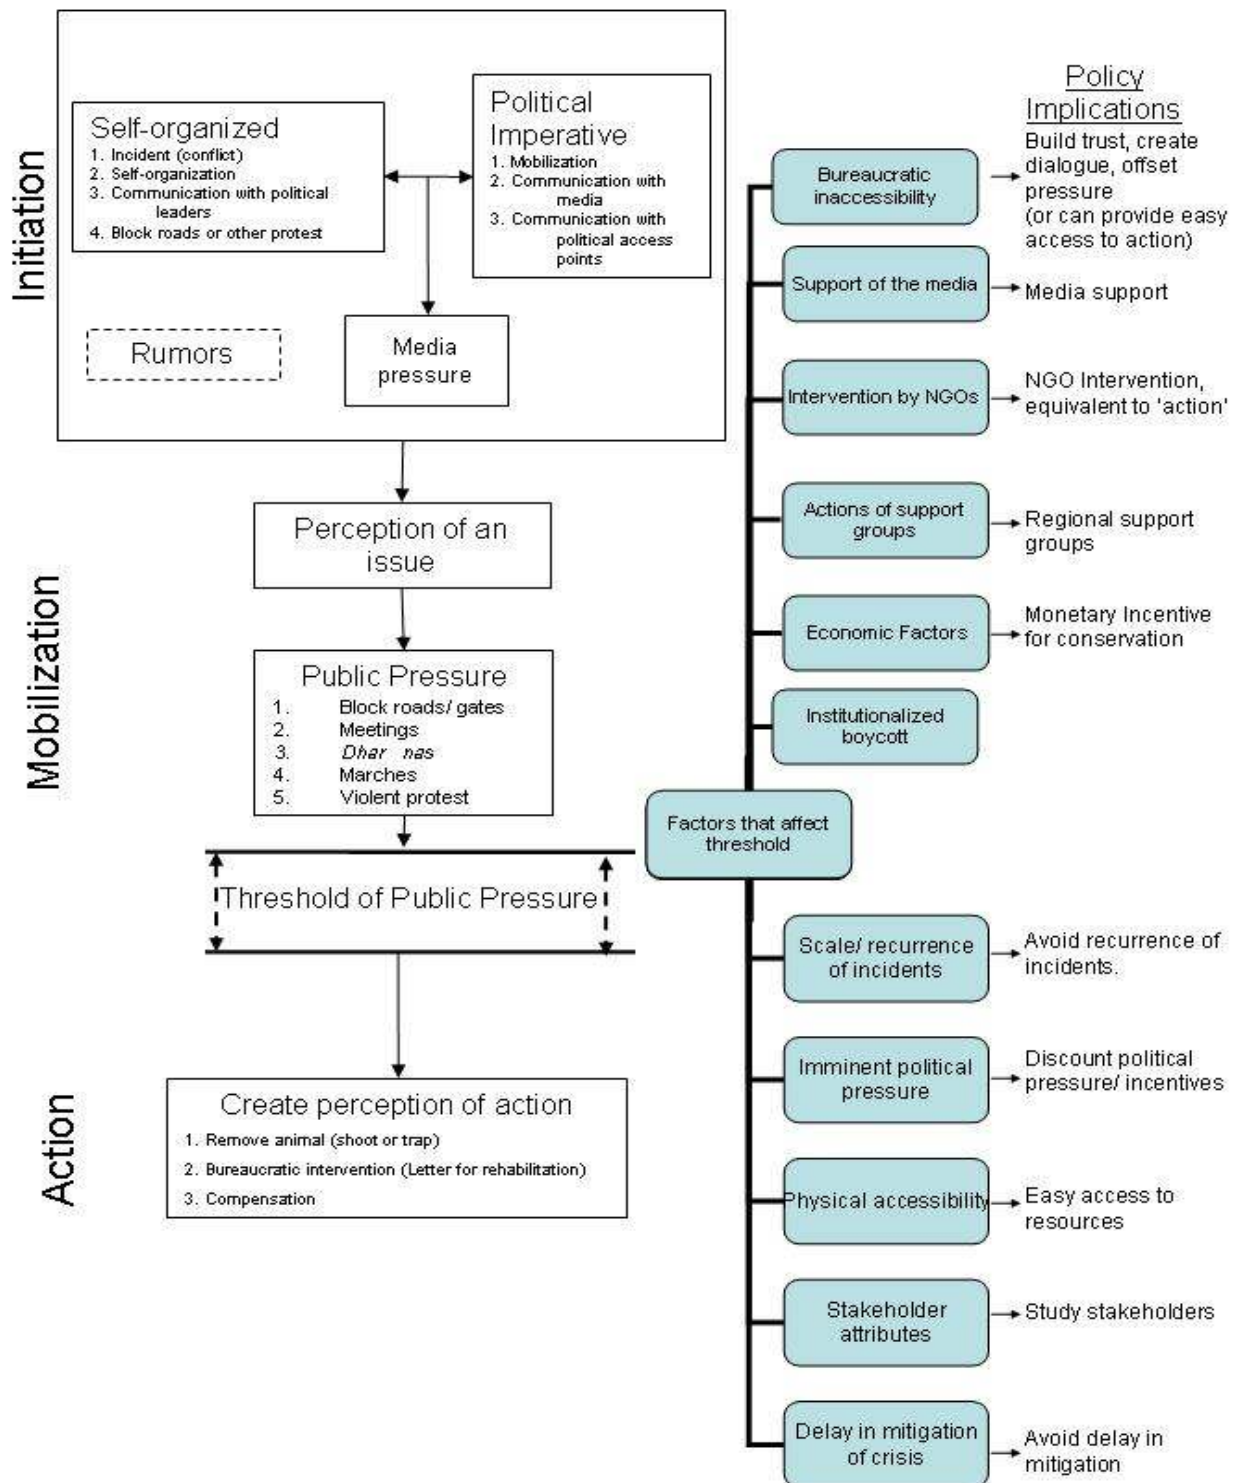 Initiation
Self-organized
1. Incident (conflict)
2. Self-organization
3. Communication with political
leaders
4. Block roads or other protest
Political
Imperative
1. Mobilization
2. Communication with
media
3. Communication with
political access
points
Rumors
Media
pressure
Mobilization
Perception of an
issue
Public Pressure
1. Block roads/ gates
2. Meetings
3. Dhar nas
4. Marches
5. Violent protest
Threshold of Public Pressure
Action
Create perception of action
1. Remove animal (shoot or trap)
2. Bureaucratic intervention (Letter for rehabilitation)
3. Compensation
Factors that affect
threshold
Policy
Implications
Bureaucratic
inaccessibility
Build trust, create
dialogue, offset
pressure
(or can provide easy
access to action)
Support of the media
Media support
Intervention by NGOs
NGO Intervention,
equivalent to 'action'
Actions of support
groups
Regional support
groups
Economic Factors
Monetary Incentive
for conservation
Institutionalized
boycott
Scale/ recurrence
of incidents
Avoid recurrence of
incidents.
Imminent political
pressure
Discount political
pressure/ incentives
Physical accessibility
Easy access to
resources
Stakeholder
attributes
Study stakeholders
Delay in mitigation
of crisis
Avoid delay in
mitigation